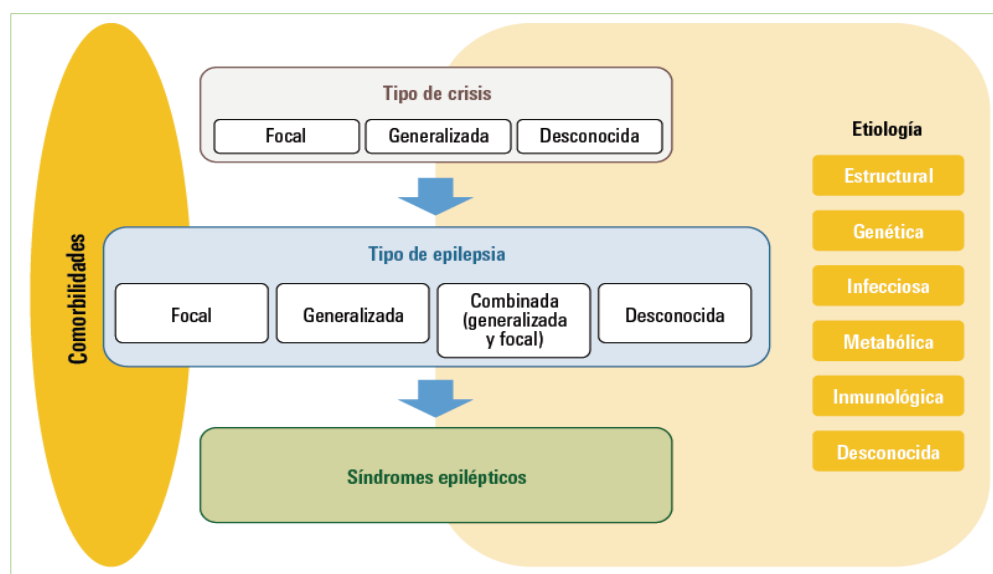 Comorbilidades
Tipo de crisis
Focal
Generalizada
Desconocida
Tipo de epilepsia
Focal
Generalizada
Combinada
(generalizada
y focal)
Desconocida
Síndromes epilépticos
Etiología
Estructural
Genética
Infecciosa
Metabólica
Inmunológica
Desconocida